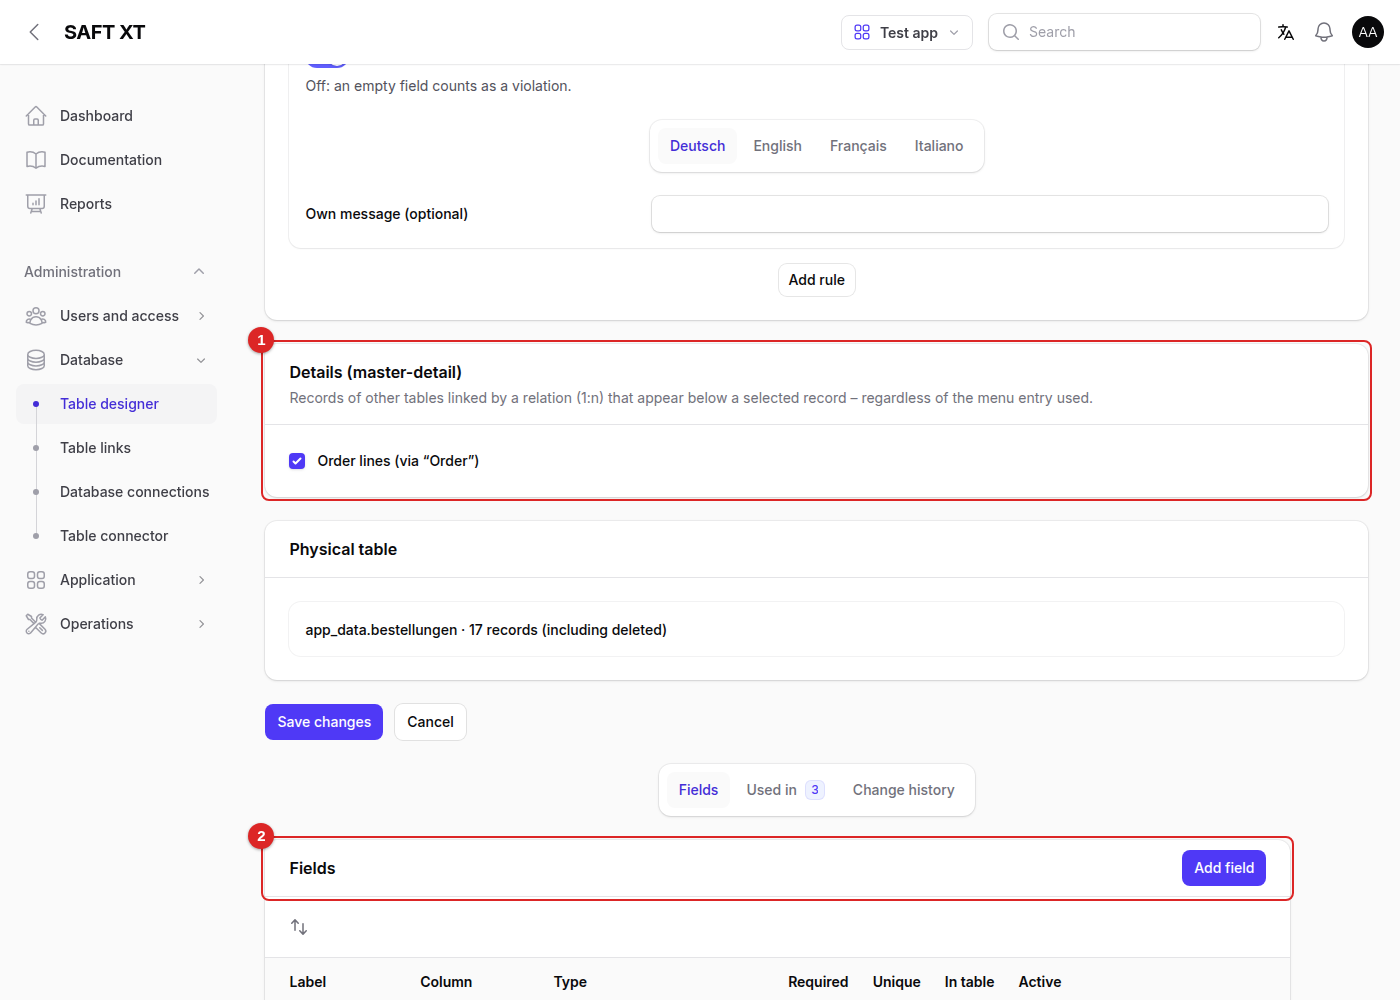 SAFT XT
Test app
Search
AA
Dashboard
Documentation
Reports
Administration
Users and access
Database
Table designer
Table links
Database connections
Table connector
Application
Operations
Off: an empty field counts as a violation.
Deutsch English Français Italiano
Own message (optional)
Add rule
1
Details (master-detail)
Records of other tables linked by a relation (1:n) that appear below a selected record – regardless of the menu entry used.
Order lines (via “Order”)
Physical table
app_data.bestellungen · 17 records (including deleted)
Save changes Cancel
Fields Used in 3 Change history
2
Fields Add field
Label Column Type Required Unique In table Active